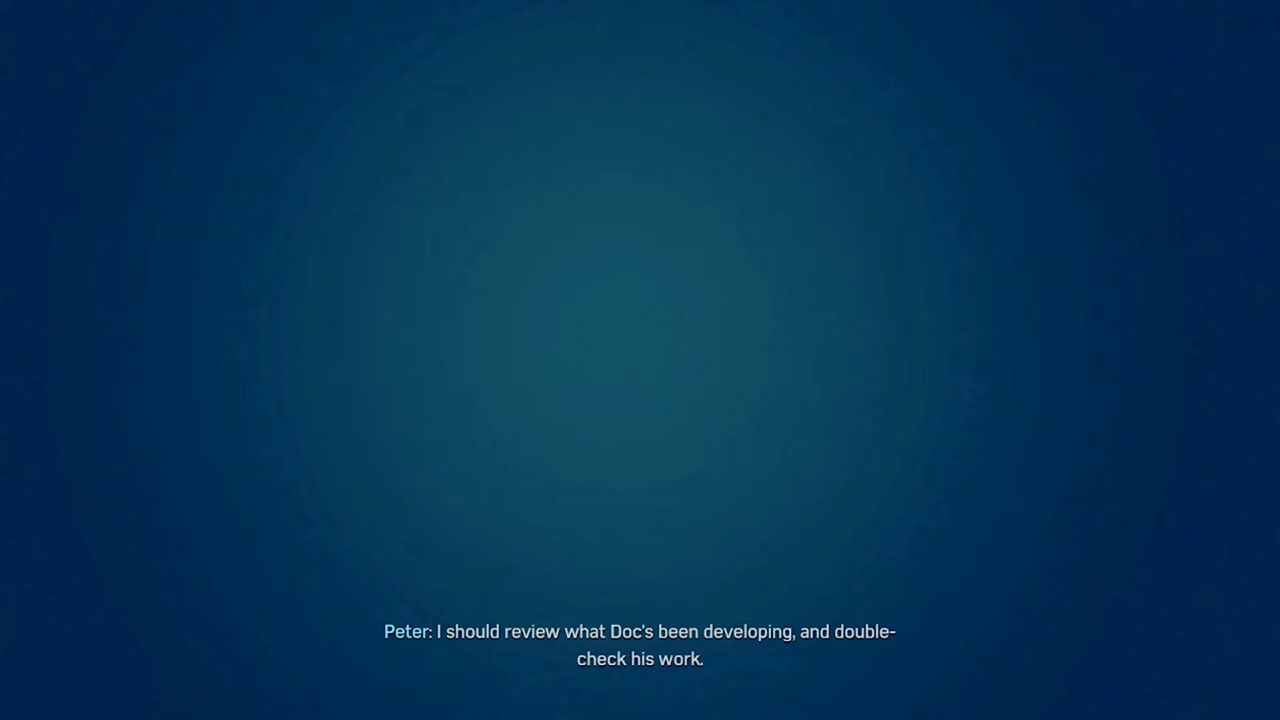 Peter: I should review what Doc's been developing, and double-
check his work.